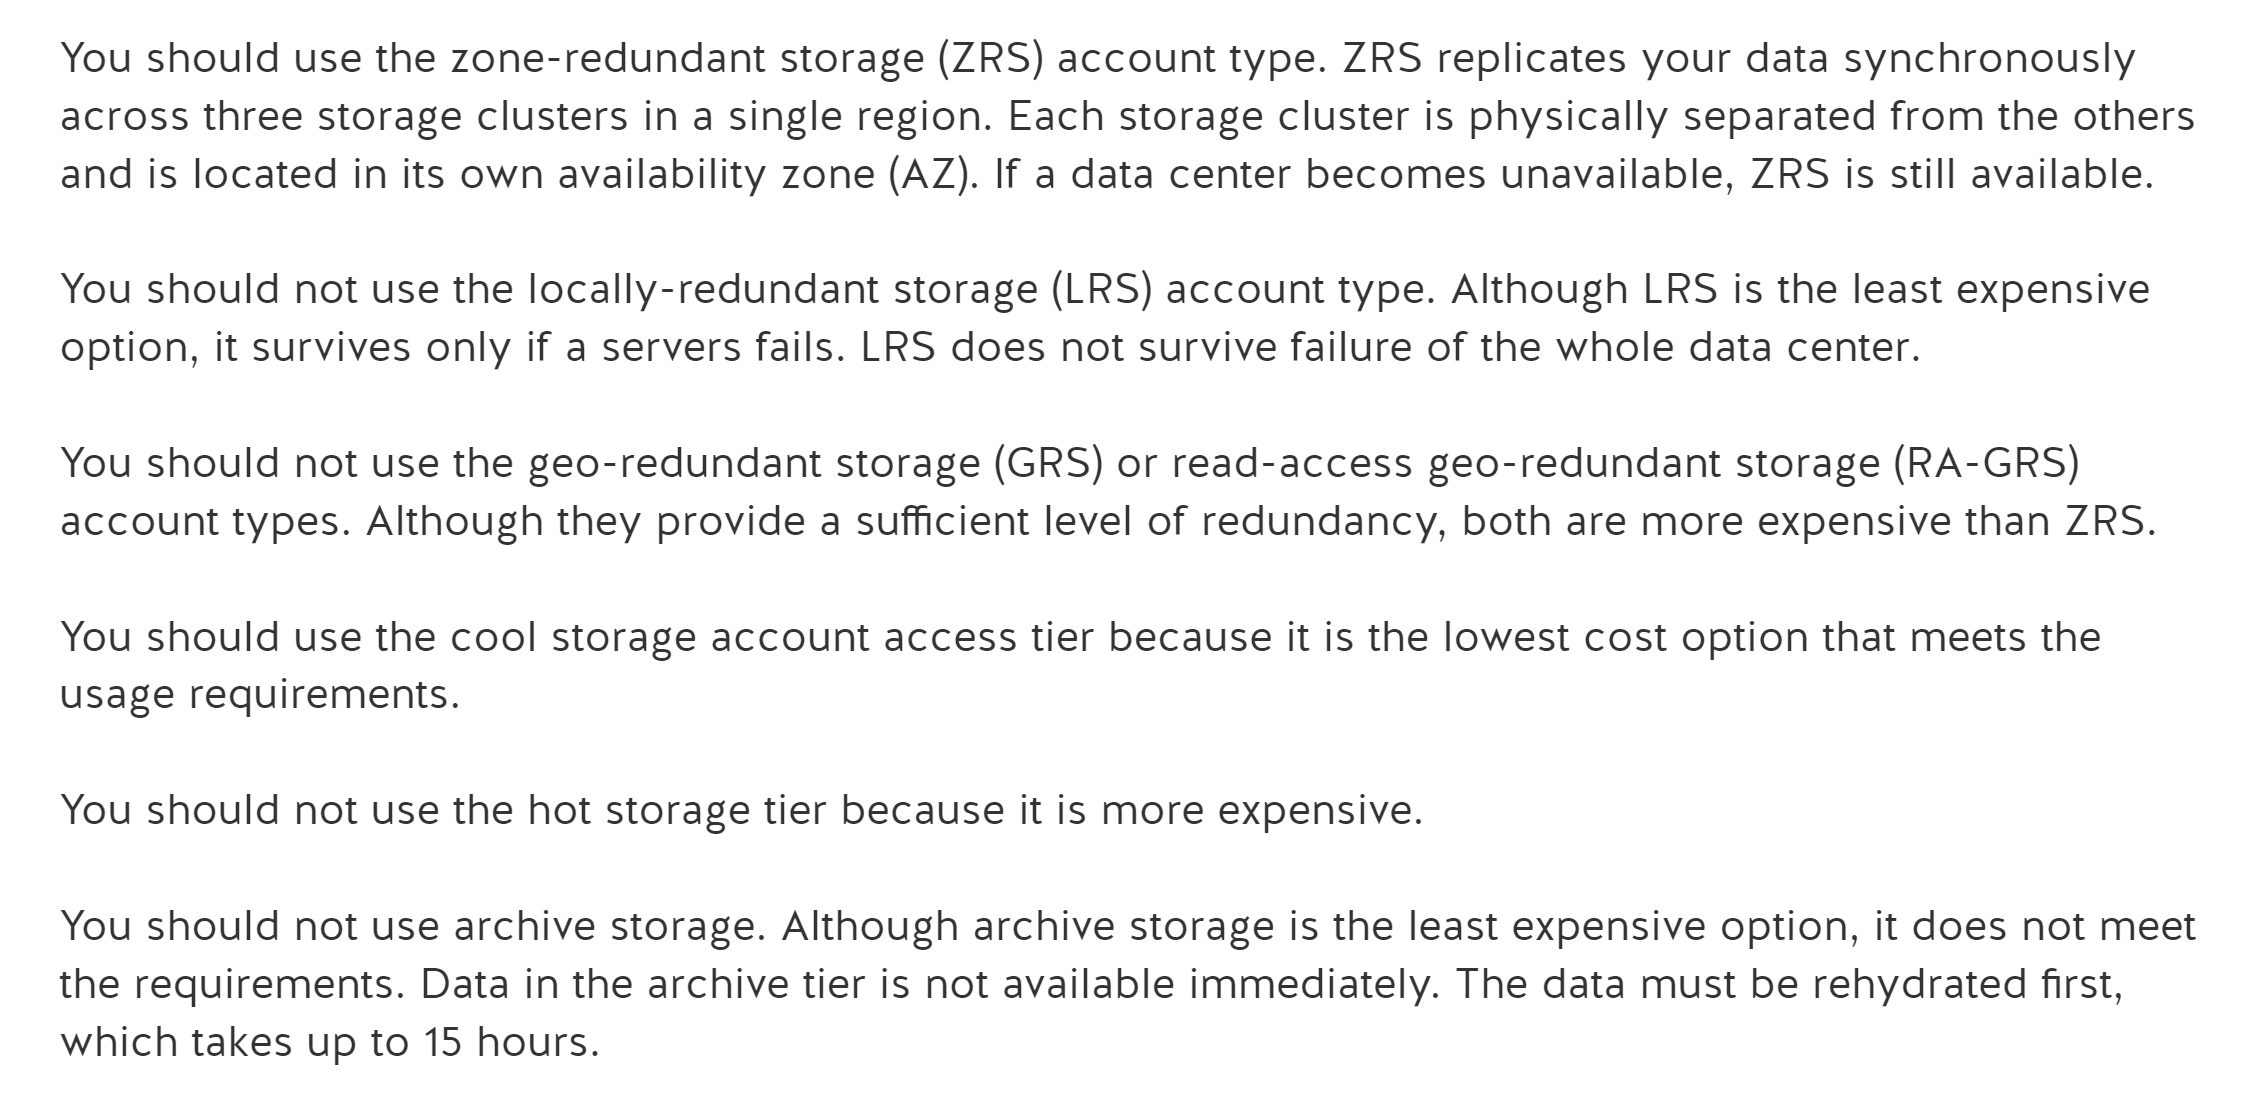 You should use the zone-redundant storage (ZRS) account type. ZRS replicates your data synchronously
across three storage clusters in a single region. Each storage cluster is physically separated from the others
and is located in its own availability zone (AZ). If a data center becomes unavailable, ZRS is still available.
You should not use the locally-redundant storage (LRS) account type. Although LRS is the least expensive
option, it survives only if a servers fails. LRS does not survive failure of the whole data center.
You should not use the geo-redundant storage (GRS) or read-access geo-redundant storage (RA-GRS)
account types. Although they provide a sufficient level of redundancy, both are more expensive than ZRS.
You should use the cool storage account access tier because it is the lowest cost option that meets the
usage requirements.
You should not use the hot storage tier because it is more expensive.
You should not use archive storage. Although archive storage is the least expensive option, it does not meet
the requirements. Data in the archive tier is not available immediately. The data must be rehydrated first,
which takes up to 15 hours.